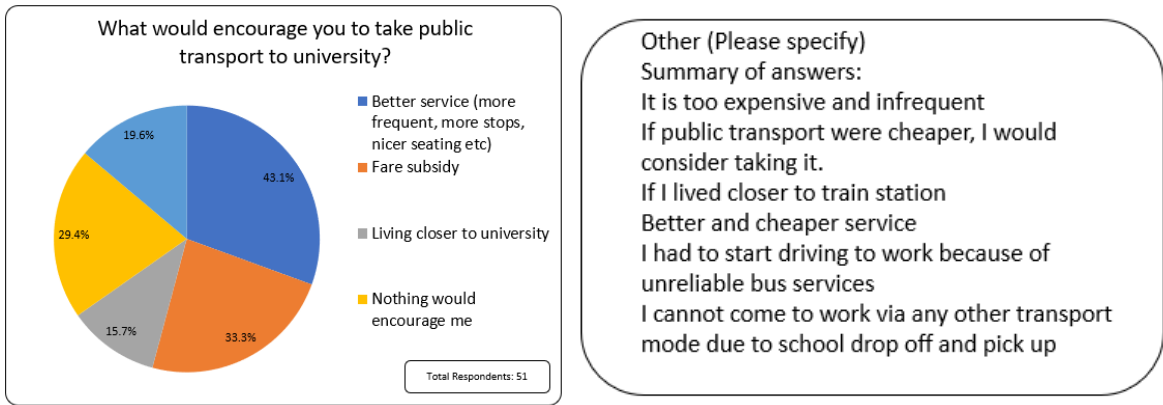 What would encourage you to take public
transport to university?
19.6%
43.1%
29.4%
15.7%
33.3%
Better service (more
frequent, more stops,
nicer seating etc)
Fare subsidy
Living closer to university
Nothing would
encourage me
Total Respondents: 51
Other (Please specify)
Summary of answers:
It is too expensive and infrequent
If public transport were cheaper, I would
consider taking it.
If I lived closer to train station
Better and cheaper service
I had to start driving to work because of
unreliable bus services
I cannot come to work via any other transport
mode due to school drop off and pick up